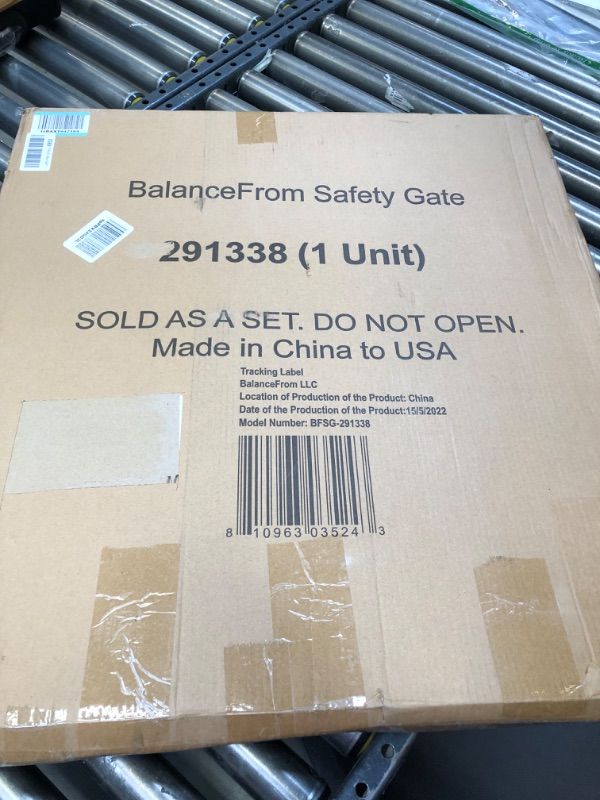 BalanceFrom Safety Gate
291338 (1 Unit)
SOLD AS A SET. DO NOT OPEN.
Made in China to USA
Tracking Label
BalanceFrom LLC
Location of Production of the Product: China
Date of the Production of the Product:15/5/2022
Model Number: BFSG-291338
8 10963 03524 3